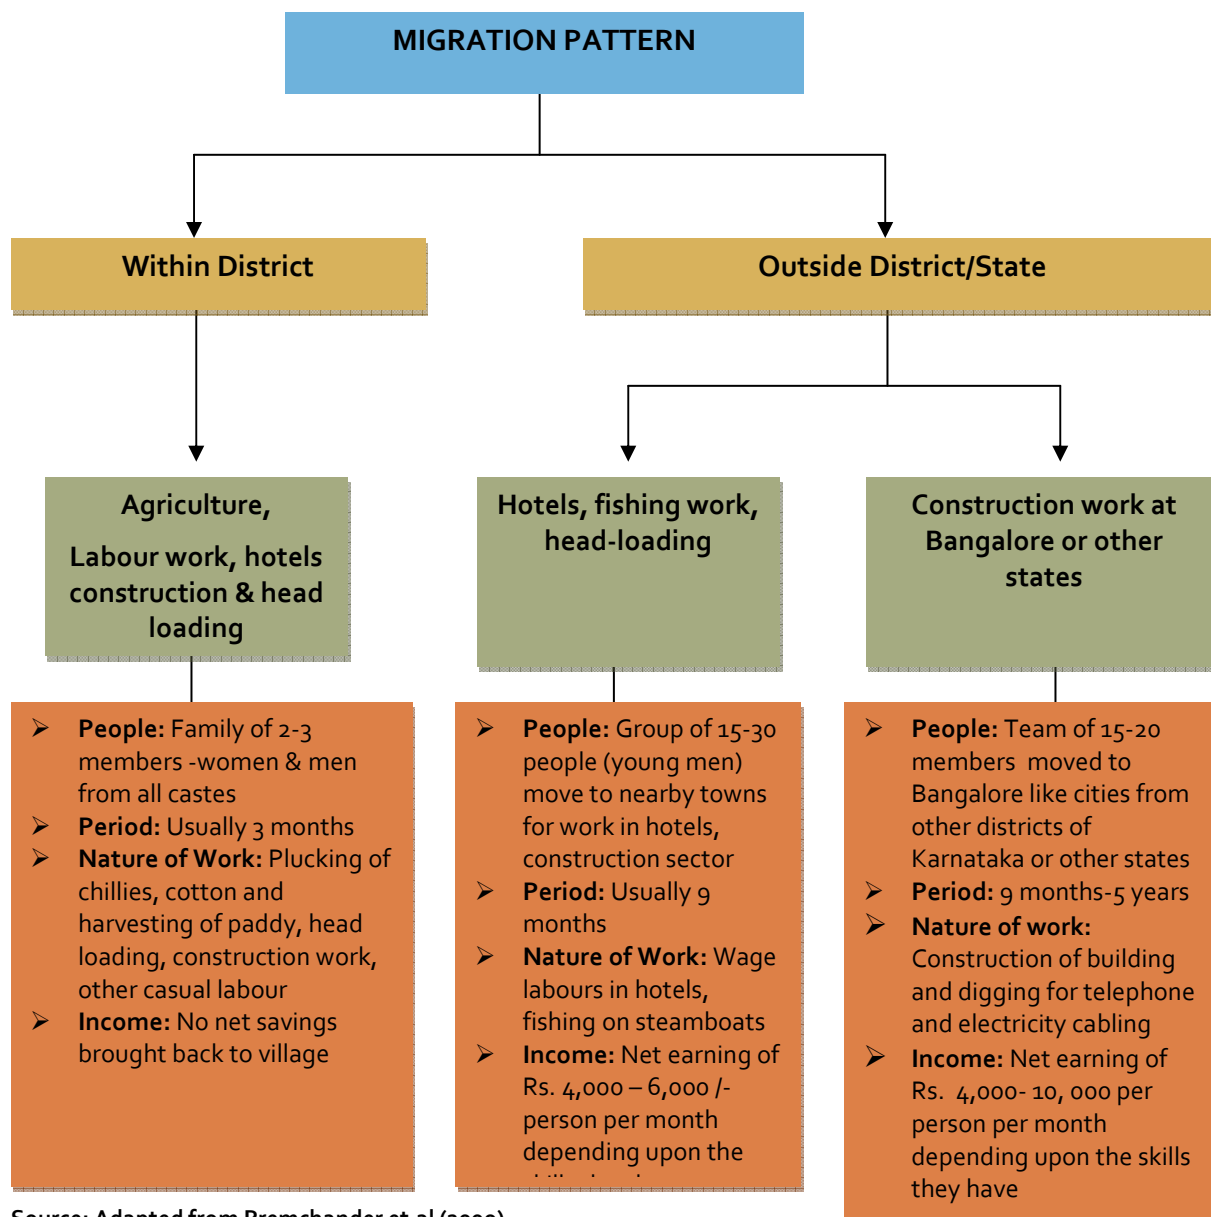 MIGRATION PATTERN
Within District
Outside District/State
Agriculture,
Labour work, hotels
construction & head
loading
Hotels, fishing work,
head-loading
Construction work at
Bangalore or other
states
➢ People: Family of 2-3
members -women & men
from all castes
➢ Period: Usually 3 months
➢ Nature of Work: Plucking of
chillies, cotton and
harvesting of paddy, head
loading, construction work,
other casual labour
➢ Income: No net savings
brought back to village
➢ People: Group of 15-30
people (young men)
move to nearby towns
for work in hotels,
construction sector
➢ Period: Usually 9
months
➢ Nature of Work: Wage
labours in hotels,
fishing on steamboats
➢ Income: Net earning of
Rs. 4,000 – 6,000 /-
person per month
depending upon the
➢ People: Team of 15-20
members moved to
Bangalore like cities from
other districts of
Karnataka or other states
➢ Period: 9 months-5 years
➢ Nature of work:
Construction of building
and digging for telephone
and electricity cabling
➢ Income: Net earning of
Rs. 4,000- 10, 000 per
person per month
depending upon the skills
they have
Source: Adapted from et al